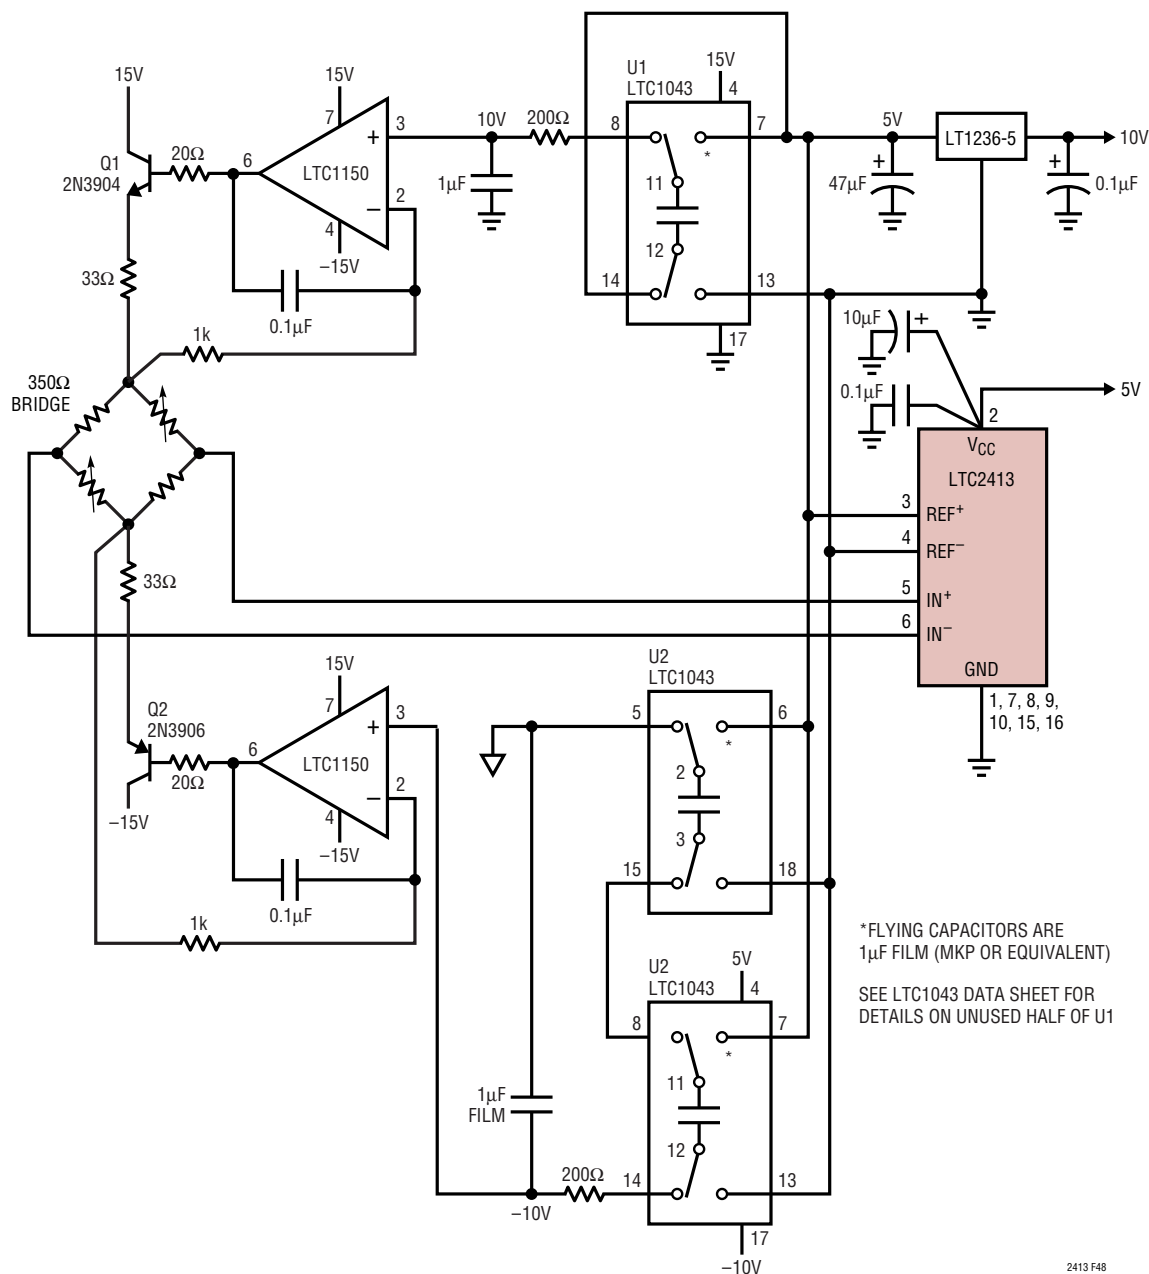 15V
Q1
2N3904
20Ω
6
15V
7
LTC1150
3
+
2
–
4
–15V
0.1µF
33Ω
1k
350Ω
BRIDGE
10V
1µF
200Ω
U1
LTC1043
15V
4
8
7
*
11
12
14
13
17
5V
47µF
+
LT1236-5
10V
+
0.1µF
10µF
+
0.1µF
5V
2
VCC
LTC2413
3
REF+
4
REF–
5
IN+
6
IN–
GND
1, 7, 8, 9,
10, 15, 16
33Ω
Q2
2N3906
20Ω
–15V
6
15V
7
LTC1150
3
+
2
–
4
–15V
0.1µF
1k
U2
LTC1043
5
6
*
2
3
15
18
U2
LTC1043
5V
4
8
7
*
11
12
14
13
17
–10V
1µF
FILM
200Ω
–10V
*FLYING CAPACITORS ARE
1µF FILM (MKP OR EQUIVALENT)
SEE LTC1043 DATA SHEET FOR
DETAILS ON UNUSED HALF OF U1
2413 F48